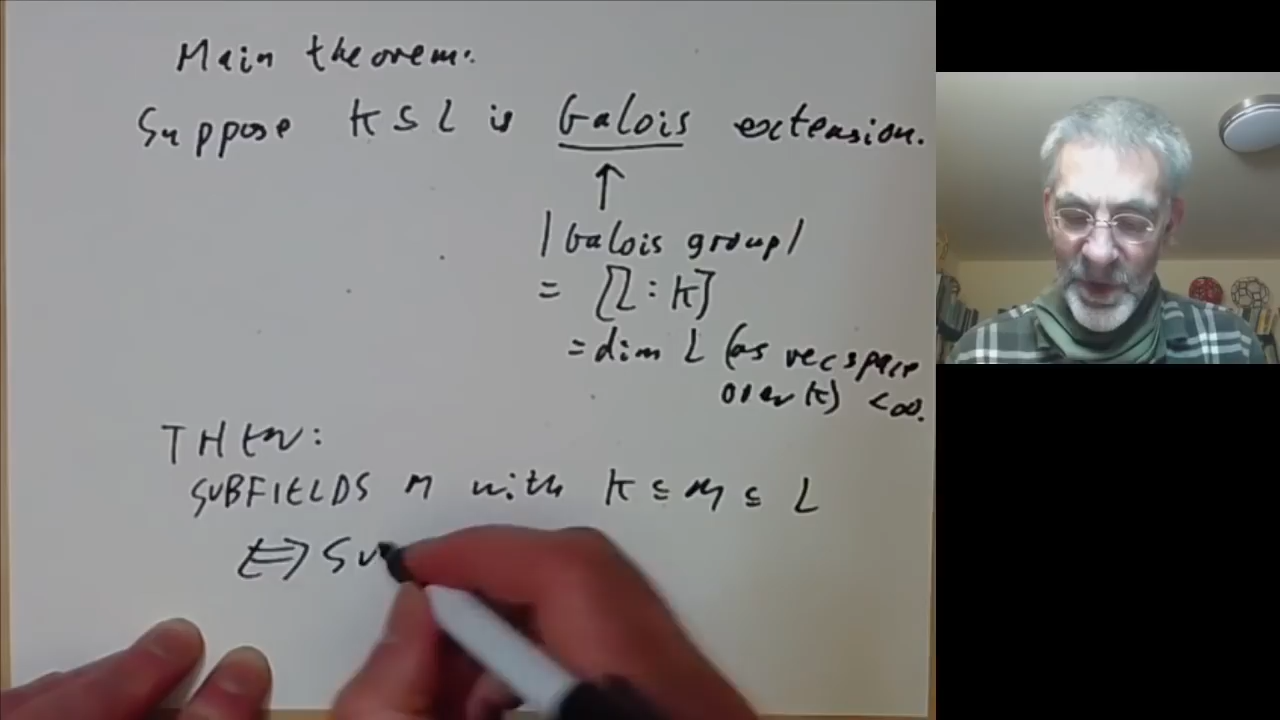 Main theorem:
Suppose K ⊆ L is Galois extension.
↑
|Galois group|
= [L : K]
= dim L (as vec space
over K) < ∞.
THEN:
SUBFIELDS M with K ⊆ M ⊆ L
⟺ Su